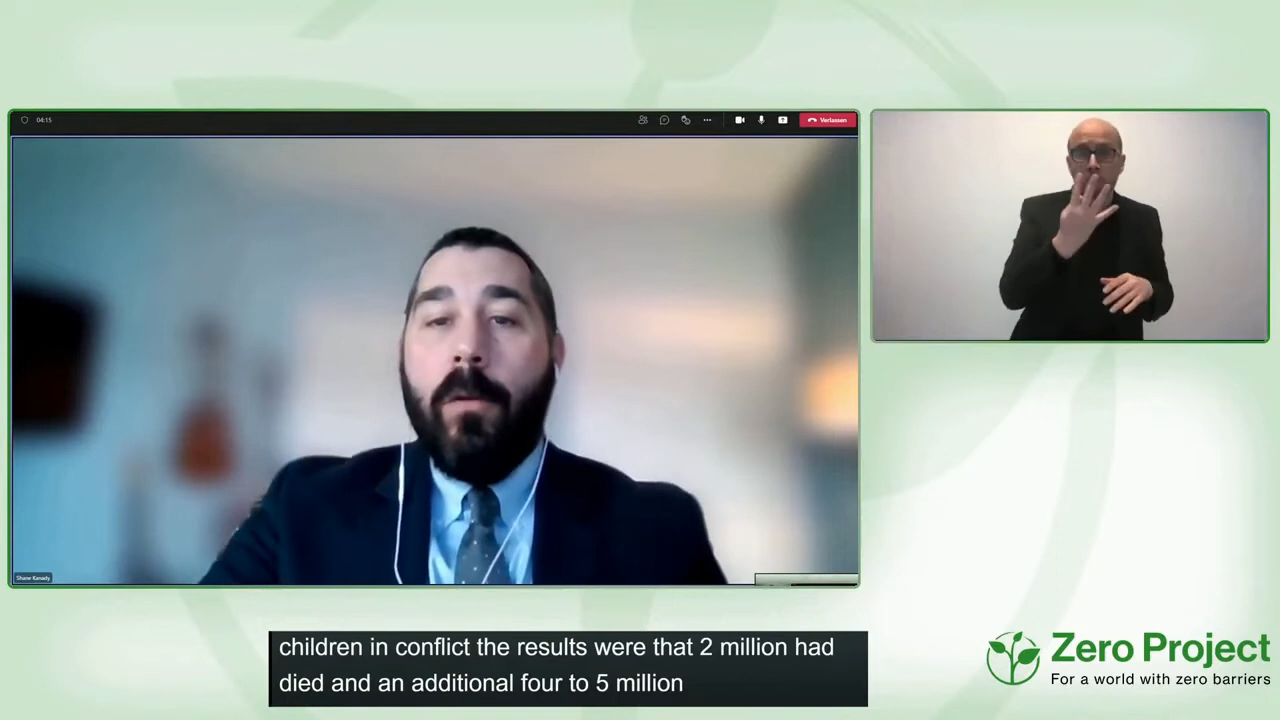 04:15
Verlassen
Shane Kanady
children in conflict the results were that 2 million had
died and an additional four to 5 million
Zero Project
For a world with zero barriers